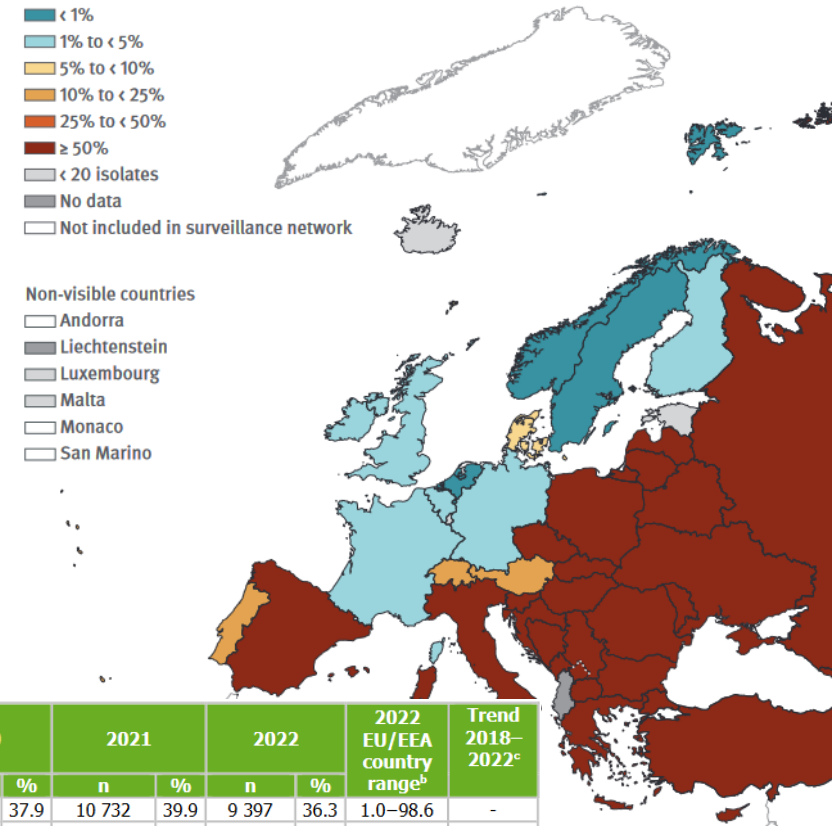 < 1%
1% to < 5%
5% to < 10%
10% to < 25%
25% to < 50%
≥ 50%
< 20 isolates
No data
Not included in surveillance network
Non-visible countries
Andorra
Liechtenstein
Luxembourg
Malta
Monaco
San Marino
2021 2022 2022 EU/EEA country rangeᵇ Trend 2018–2022ᶜ
% n % n %
37.9 10 732 39.9 9 397 36.3 1.0–98.6 -